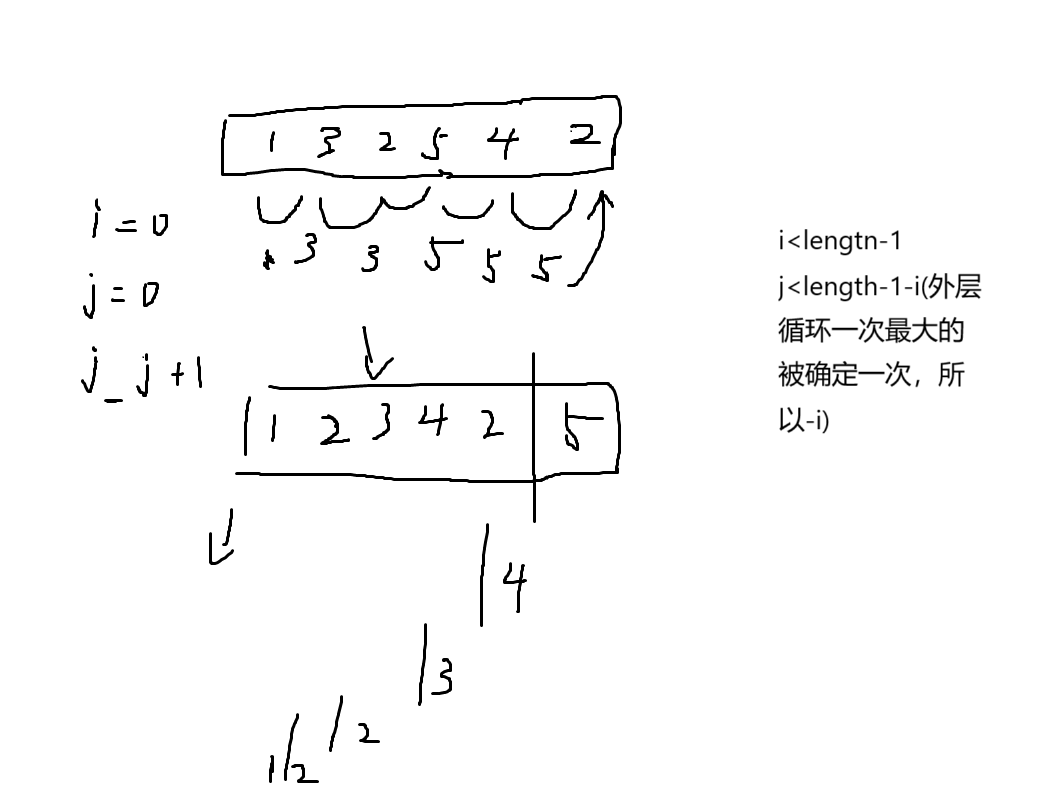 1 3 2 5 4 2
i = 0
3 3 5 5 5
j = 0
j _ j + 1
1 2 3 4 2 5
4
3
2
1 2
i<lengtn-1
j<length-1-i(外层
循环一次最大的
被确定一次，所
以-i)